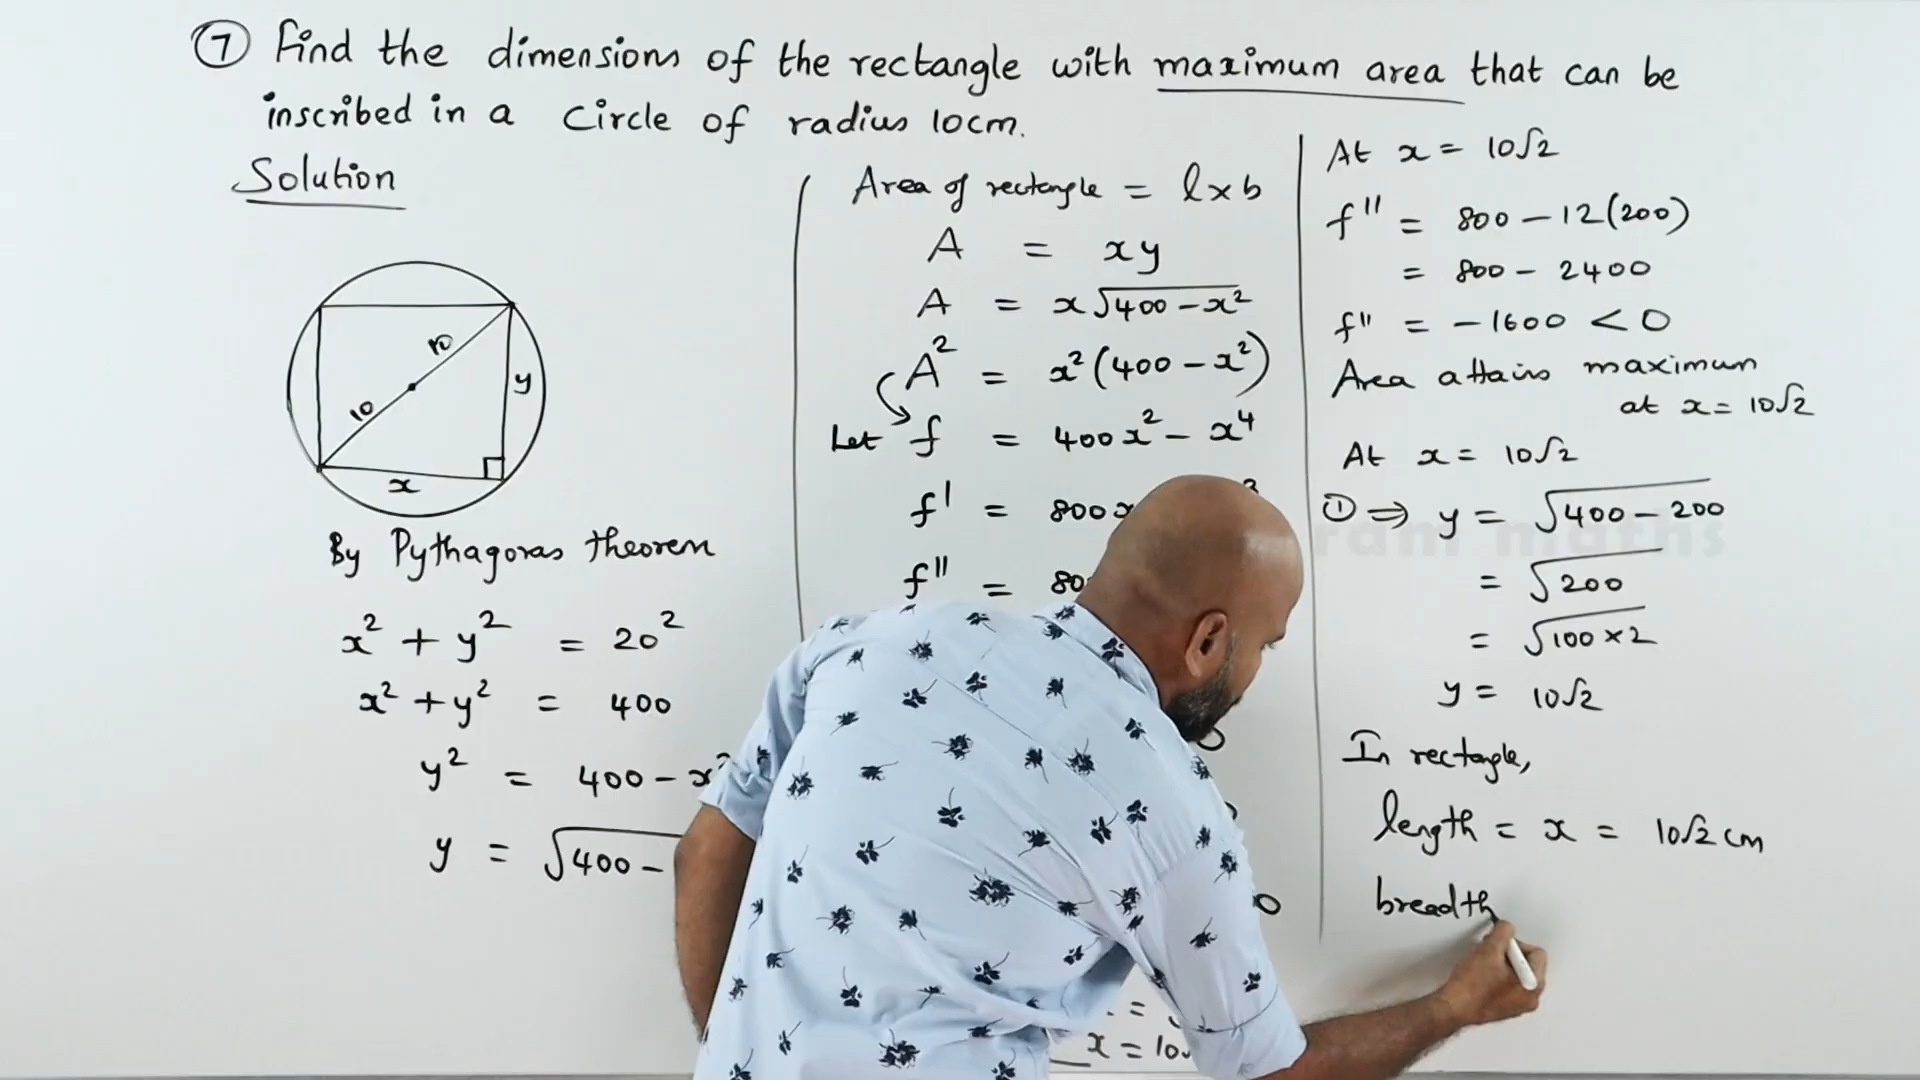 ⑦ Find the dimensions of the rectangle with maximum area that can be
inscribed in a circle of radius 10cm.
Solution
10
10
y
x
By Pythagoras theorem
x² + y² = 20²
x² + y² = 400
y² = 400 - x²
y = √400 -
Area of rectangle = l x b
A = xy
A = x √400 - x²
A² = x² (400 - x²)
Let f = 400x² - x⁴
f' = 800x
f'' = 80
x = 10√
At x = 10√2
f'' = 800 - 12(200)
= 800 - 2400
f'' = -1600 < 0
Area attains maximum
at x = 10√2
At x = 10√2
① ⇒ y = √400 - 200
= √200
= √100 × 2
y = 10√2
In rectangle,
length = x = 10√2 cm
breadth
ram maths